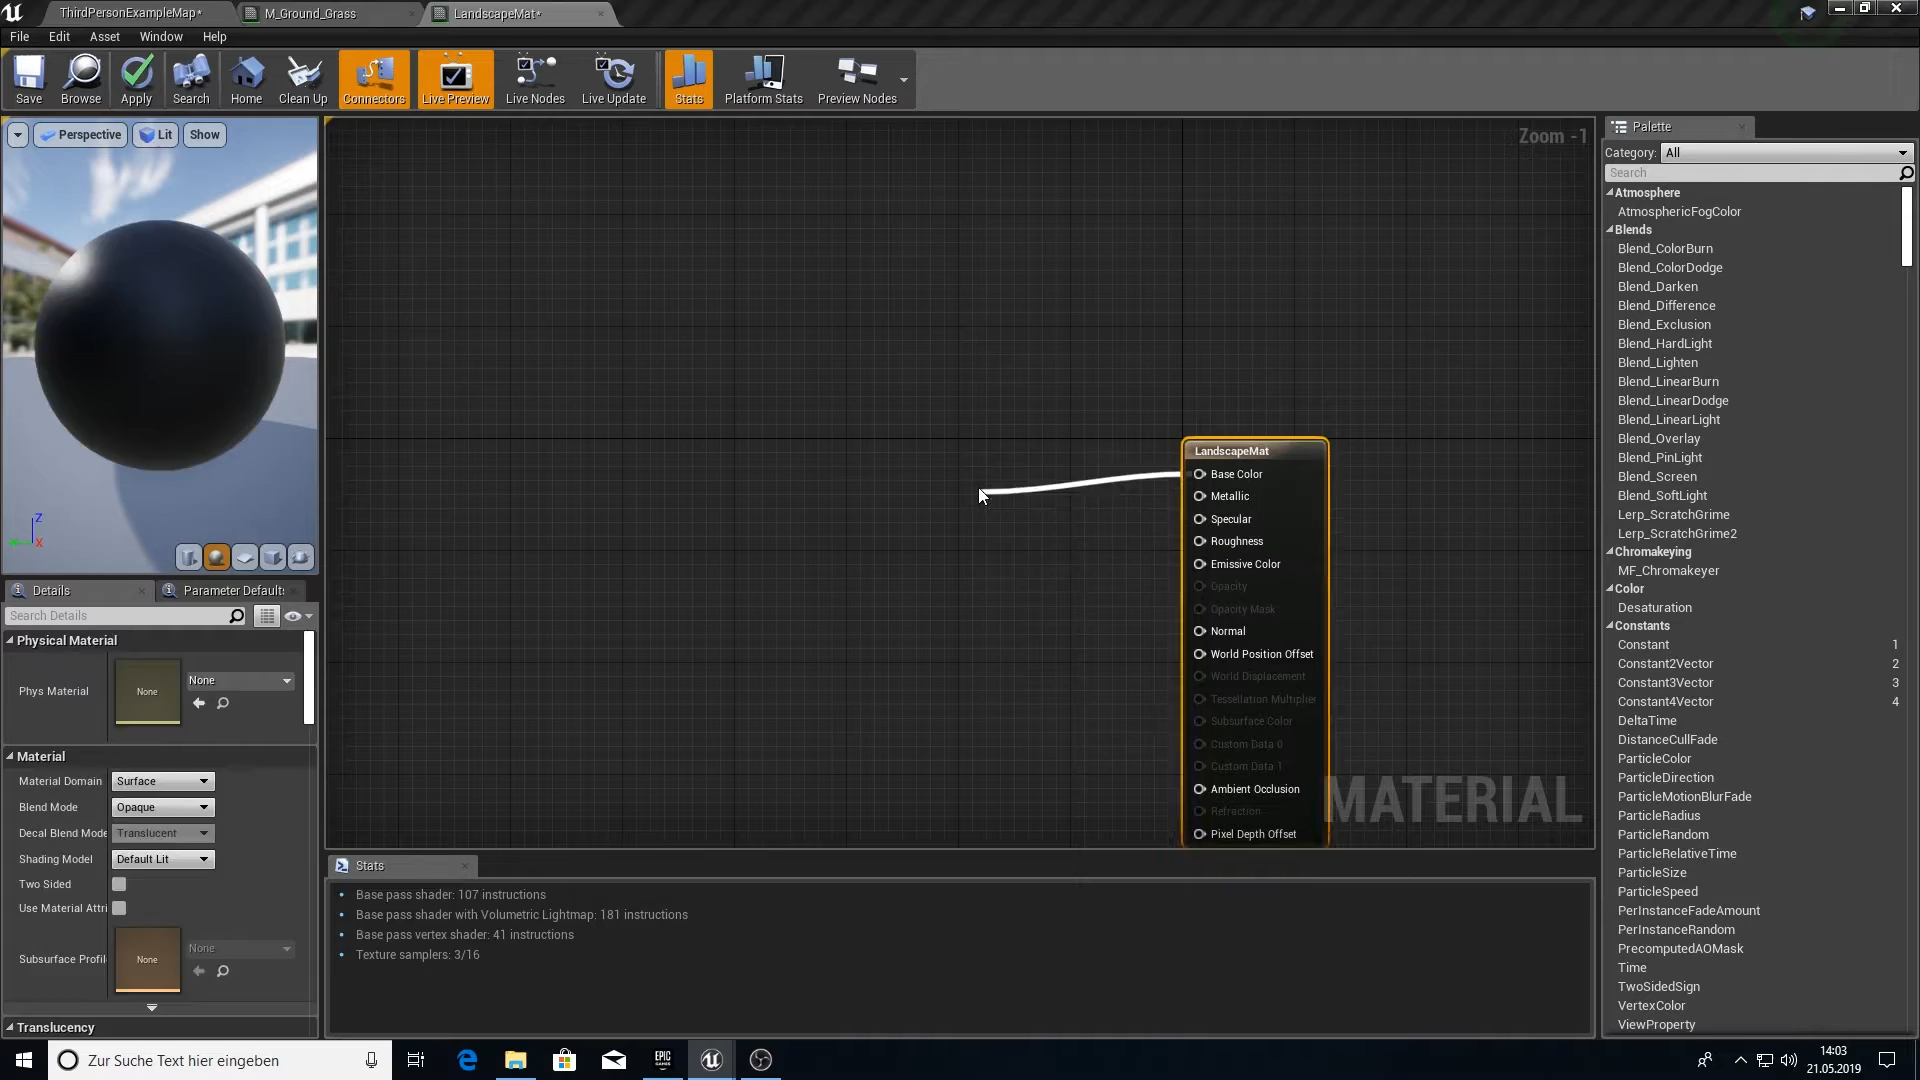 ThirdPersonExampleMap*
M_Ground_Grass
LandscapeMat*
File
Edit
Asset
Window
Help
Save
Browse
Apply
Search
Home
Clean Up
Connectors
Live Preview
Live Nodes
Live Update
Stats
Platform Stats
Preview Nodes
Perspective
Lit
Show
Z
X
Details
Parameter Defaults
Search Details
Physical Material
Phys Material
None
None
Material
Material Domain
Surface
Blend Mode
Opaque
Decal Blend Mode
Translucent
Shading Model
Default Lit
Two Sided
Use Material Attri
Subsurface Profil
None
None
Translucency
Zoom -1
LandscapeMat
Base Color
Metallic
Specular
Roughness
Emissive Color
Opacity
Opacity Mask
Normal
World Position Offset
World Displacement
Tessellation Multiplier
Subsurface Color
Custom Data 0
Custom Data 1
Ambient Occlusion
Refraction
Pixel Depth Offset
MATERIAL
Stats
Base pass shader: 107 instructions
Base pass shader with Volumetric Lightmap: 181 instructions
Base pass vertex shader: 41 instructions
Texture samplers: 3/16
Palette
Category: All
Search
Atmosphere
AtmosphericFogColor
Blends
Blend_ColorBurn
Blend_ColorDodge
Blend_Darken
Blend_Difference
Blend_Exclusion
Blend_HardLight
Blend_Lighten
Blend_LinearBurn
Blend_LinearDodge
Blend_LinearLight
Blend_Overlay
Blend_PinLight
Blend_Screen
Blend_SoftLight
Lerp_ScratchGrime
Lerp_ScratchGrime2
Chromakeying
MF_Chromakeyer
Color
Desaturation
Constants
Constant 1
Constant2Vector 2
Constant3Vector 3
Constant4Vector 4
DeltaTime
DistanceCullFade
ParticleColor
ParticleDirection
ParticleMotionBlurFade
ParticleRadius
ParticleRandom
ParticleRelativeTime
ParticleSize
ParticleSpeed
PerInstanceFadeAmount
PerInstanceRandom
PrecomputedAOMask
Time
TwoSidedSign
VertexColor
ViewProperty
Zur Suche Text hier eingeben
EPIC
GAMES
14:03
21.05.2019